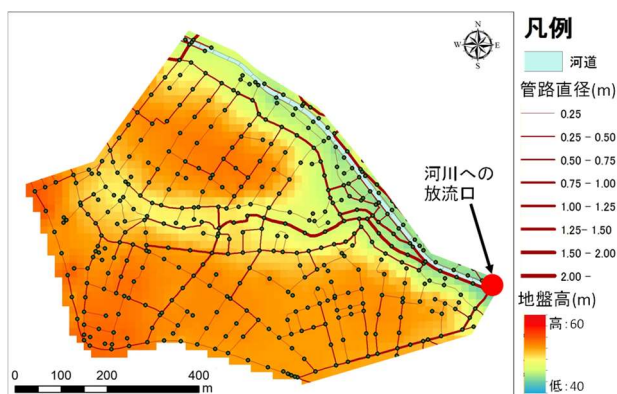 N
W E
S
河川への
放流口
0 100 200 400
m
凡例
河道
管路直径(m)
0.25
0.25 - 0.50
0.50 - 0.75
0.75 - 1.00
1.00 - 1.25
1.25- 1.50
1.50 - 2.00
2.00 -
地盤高(m)
高:60
低:40